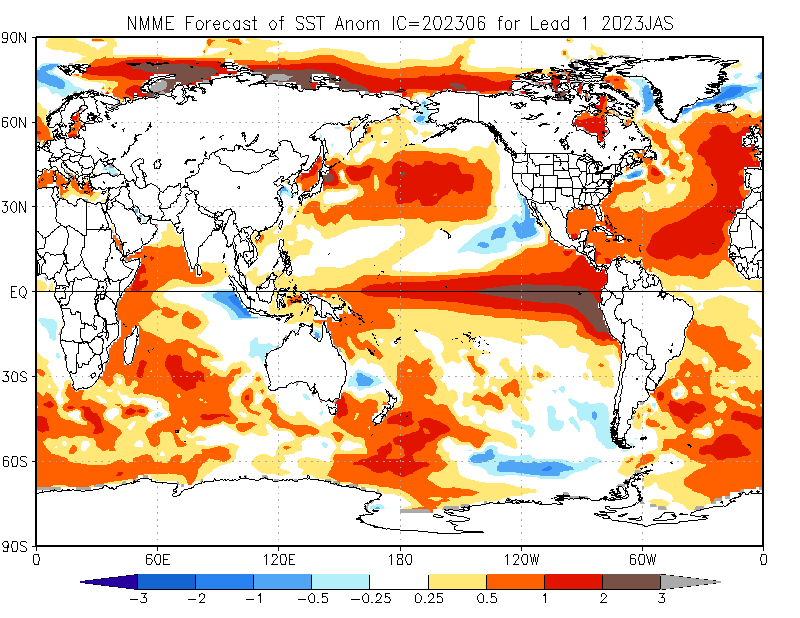 NMME Forecast of SST Anom IC=202306 for Lead 1 2023JAS
90N
60N
30N
EQ
30S
60S
90S
0 60E 120E 180 120W 60W 0
-3 -2 -1 -0.5 -0.25 0.25 0.5 1 2 3